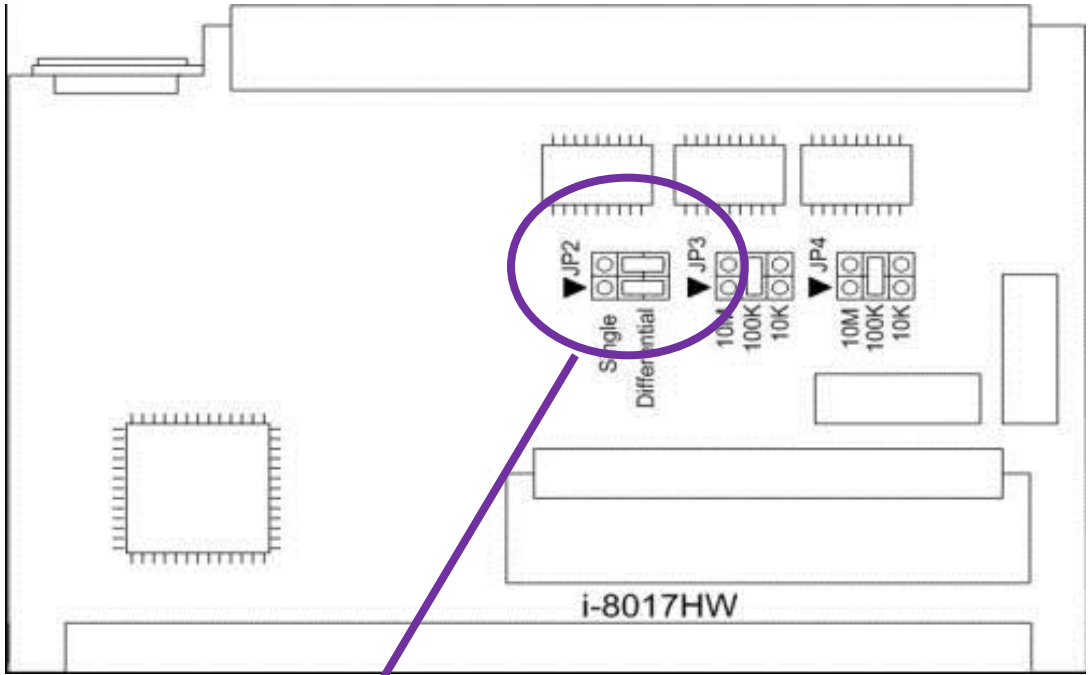 ▼JP2
Single
Differential
▼JP3
10M
100K
10K
▼JP4
10M
100K
10K
i-8017HW